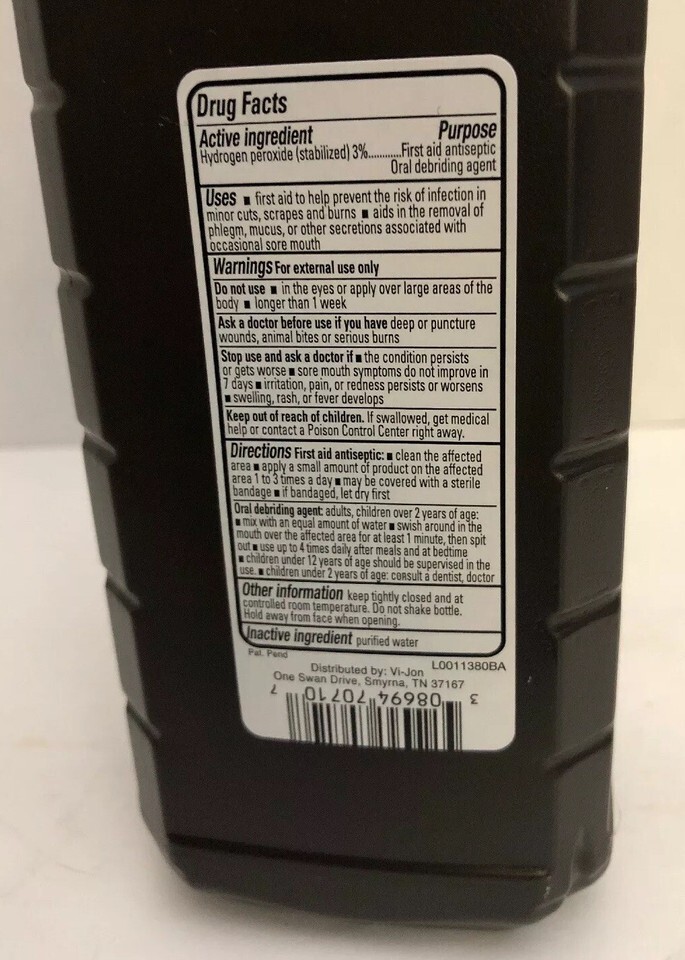 Drug Facts
Active ingredient Purpose
Hydrogen peroxide (stabilized) 3%...........First aid antiseptic
Oral debriding agent
Uses ■ first aid to help prevent the risk of infection in
minor cuts, scrapes and burns ■ aids in the removal of
phlegm, mucus, or other secretions associated with
occasional sore mouth
Warnings For external use only
Do not use ■ in the eyes or apply over large areas of the
body ■ longer than 1 week
Ask a doctor before use if you have deep or puncture
wounds, animal bites or serious burns
Stop use and ask a doctor if ■ the condition persists
or gets worse ■ sore mouth symptoms do not improve in
7 days ■ irritation, pain, or redness persists or worsens
■ swelling, rash, or fever develops
Keep out of reach of children. If swallowed, get medical
help or contact a Poison Control Center right away.
Directions First aid antiseptic: ■ clean the affected
area ■ apply a small amount of product on the affected
area 1 to 3 times a day ■ may be covered with a sterile
bandage ■ if bandaged, let dry first
Oral debriding agent: adults, children over 2 years of age:
■ mix with an equal amount of water ■ swish around in the
mouth over the affected area for at least 1 minute, then spit
out ■ use up to 4 times daily after meals and at bedtime
■ children under 12 years of age should be supervised in the
use. ■ children under 2 years of age: consult a dentist, doctor
Other information keep tightly closed and at
controlled room temperature. Do not shake bottle.
Hold away from face when opening.
Inactive ingredient purified water
Pat. Pend L0011380BA
Distributed by: Vi-Jon
One Swan Drive, Smyrna, TN 37167
3 08694 70710 7